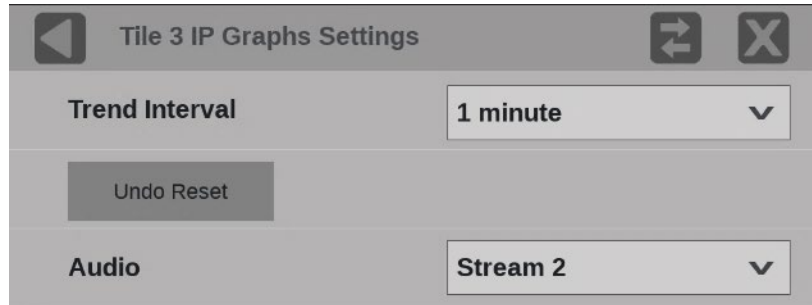 Tile 3 IP Graphs Settings
Trend Interval
1 minute
Undo Reset
Audio
Stream 2